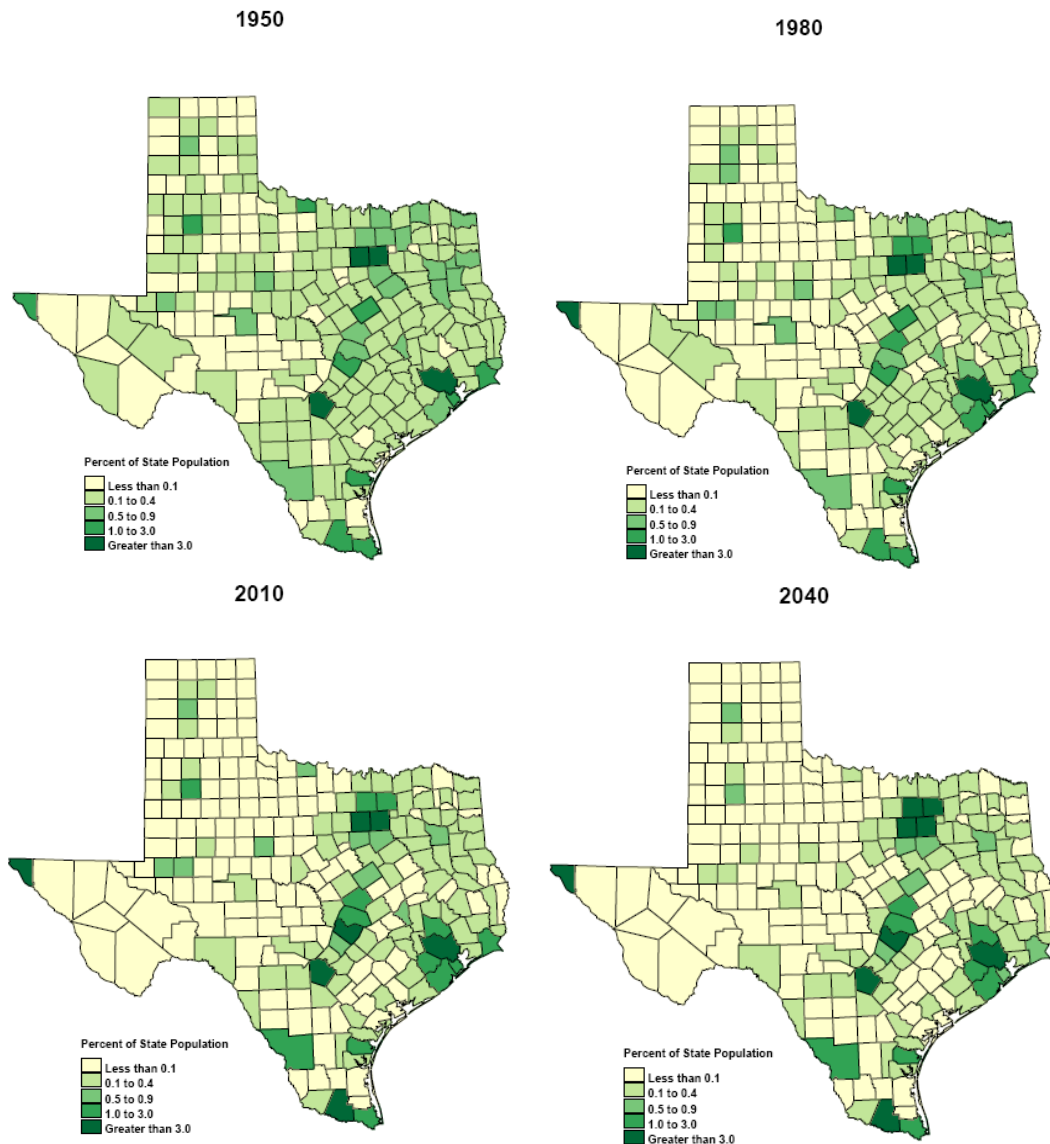 1950
Percent of State Population
Less than 0.1
0.1 to 0.4
0.5 to 0.9
1.0 to 3.0
Greater than 3.0
1980
Percent of State Population
Less than 0.1
0.1 to 0.4
0.5 to 0.9
1.0 to 3.0
Greater than 3.0
2010
Percent of State Population
Less than 0.1
0.1 to 0.4
0.5 to 0.9
1.0 to 3.0
Greater than 3.0
2040
Percent of State Population
Less than 0.1
0.1 to 0.4
0.5 to 0.9
1.0 to 3.0
Greater than 3.0